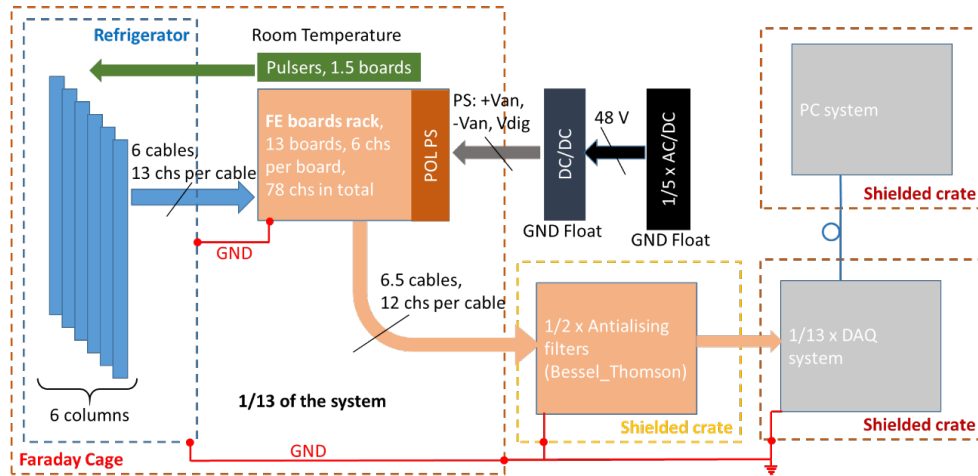 Refrigerator
Room Temperature
Pulsers, 1.5 boards
6 cables,
13 chs per cable
FE boards rack,
13 boards, 6 chs
per board,
78 chs in total
POL PS
PS: +Van,
-Van, Vdig
DC/DC
48 V
1/5 x AC/DC
GND Float
GND Float
PC system
Shielded crate
GND
6.5 cables,
12 chs per cable
1/2 x Antialising
filters
(Bessel_Thomson)
Shielded crate
1/13 x DAQ
system
Shielded crate
6 columns
1/13 of the system
GND
Faraday Cage